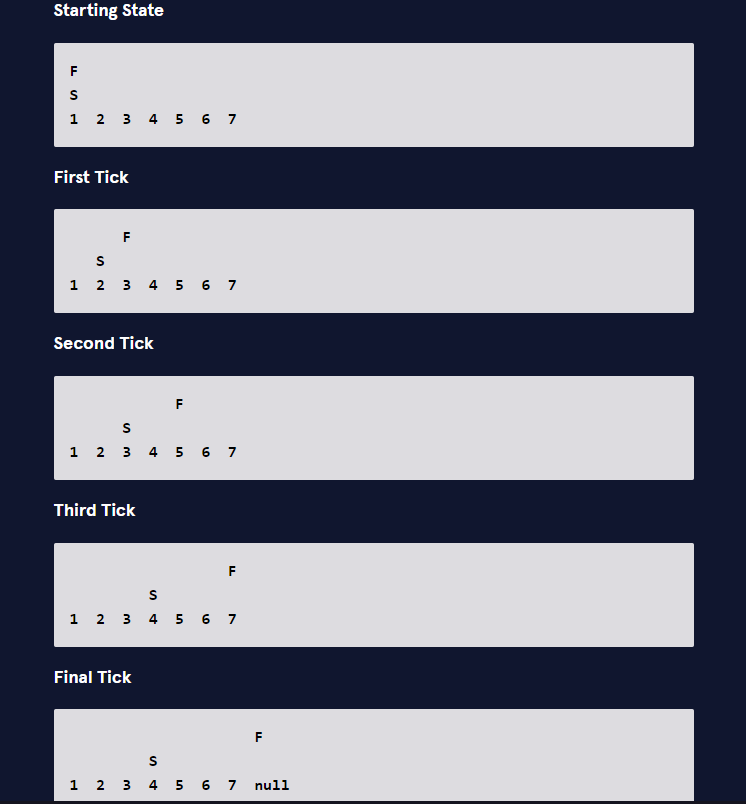 Starting State
F
S
1  2  3  4  5  6  7
First Tick
      F
   S
1  2  3  4  5  6  7
Second Tick
            F
      S
1  2  3  4  5  6  7
Third Tick
                  F
         S
1  2  3  4  5  6  7
Final Tick
                     F
         S
1  2  3  4  5  6  7  null